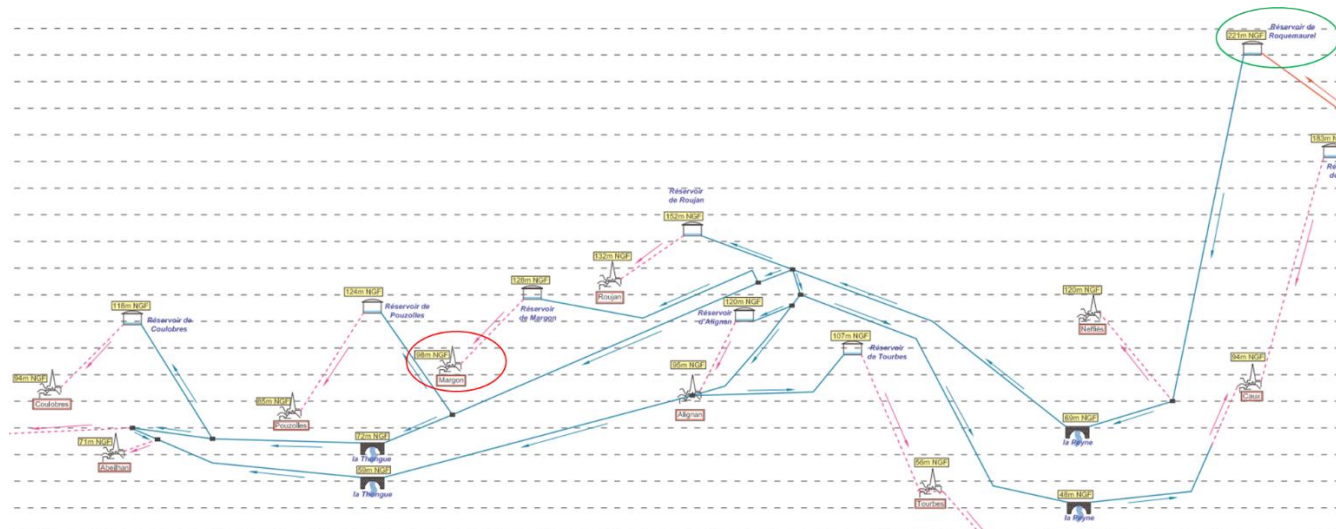 221m NGF
Réservoir de
Roquemaurel
183m N
Ré
de
Réservoir
de Roujan
152m NGF
132m NGF
Roujan
128m NGF
Réservoir
de Margon
124m NGF
Réservoir de
Pouzolles
118m NGF
Réservoir de
Coulobres
120m NGF
Réservoir
d'Alignan
120m NGF
Neffiès
107m NGF
Réservoir
de Tourbes
98m NGF
Margon
95m NGF
Alignan
94m NGF
Caux
94m NGF
Coulobres
85m NGF
Pouzolles
72m NGF
la Thongue
59m NGF
la Thongue
71m NGF
Abeilhan
69m NGF
la Peyne
56m NGF
Tourbes
48m NGF
la Peyne